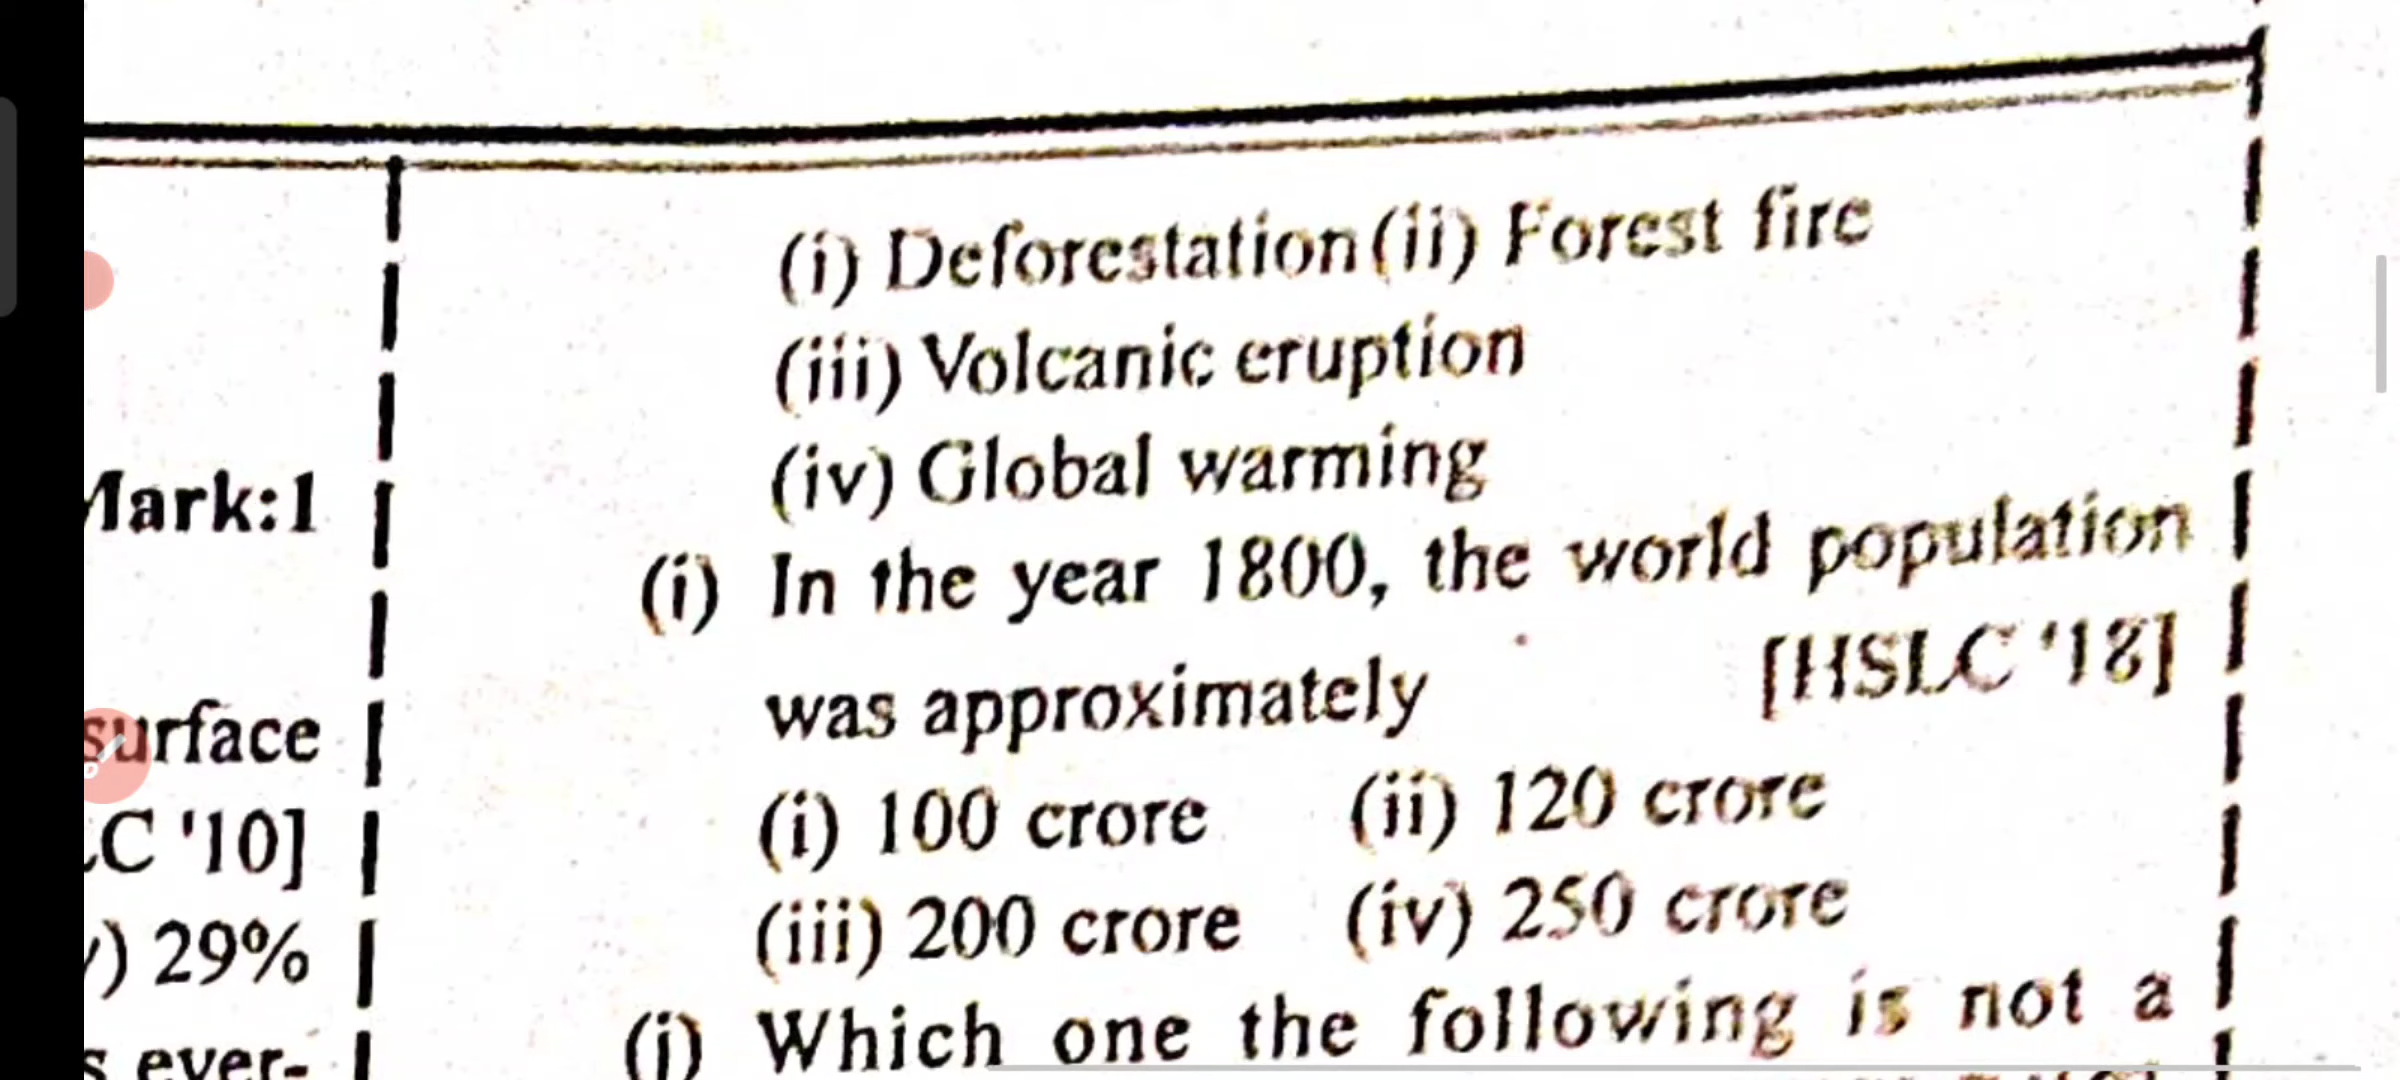 Mark:1
surface
C '10]
) 29%
ever-
(i) Deforestation (ii) Forest fire
(iii) Volcanic eruption
(iv) Global warming
(i) In the year 1800, the world population
was approximately [HSLC '18]
(i) 100 crore (ii) 120 crore
(iii) 200 crore (iv) 250 crore
(j) Which one the following is not a